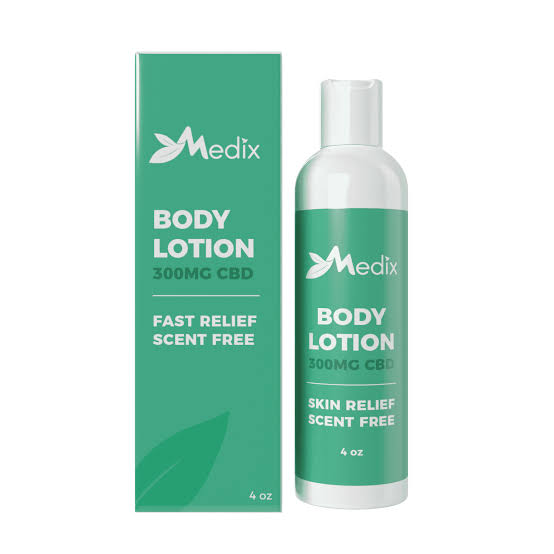 Medix
BODY
LOTION
300MG CBD
FAST RELIEF
SCENT FREE
4 oz
Medix
BODY
LOTION
300MG CBD
SKIN RELIEF
SCENT FREE
4 oz